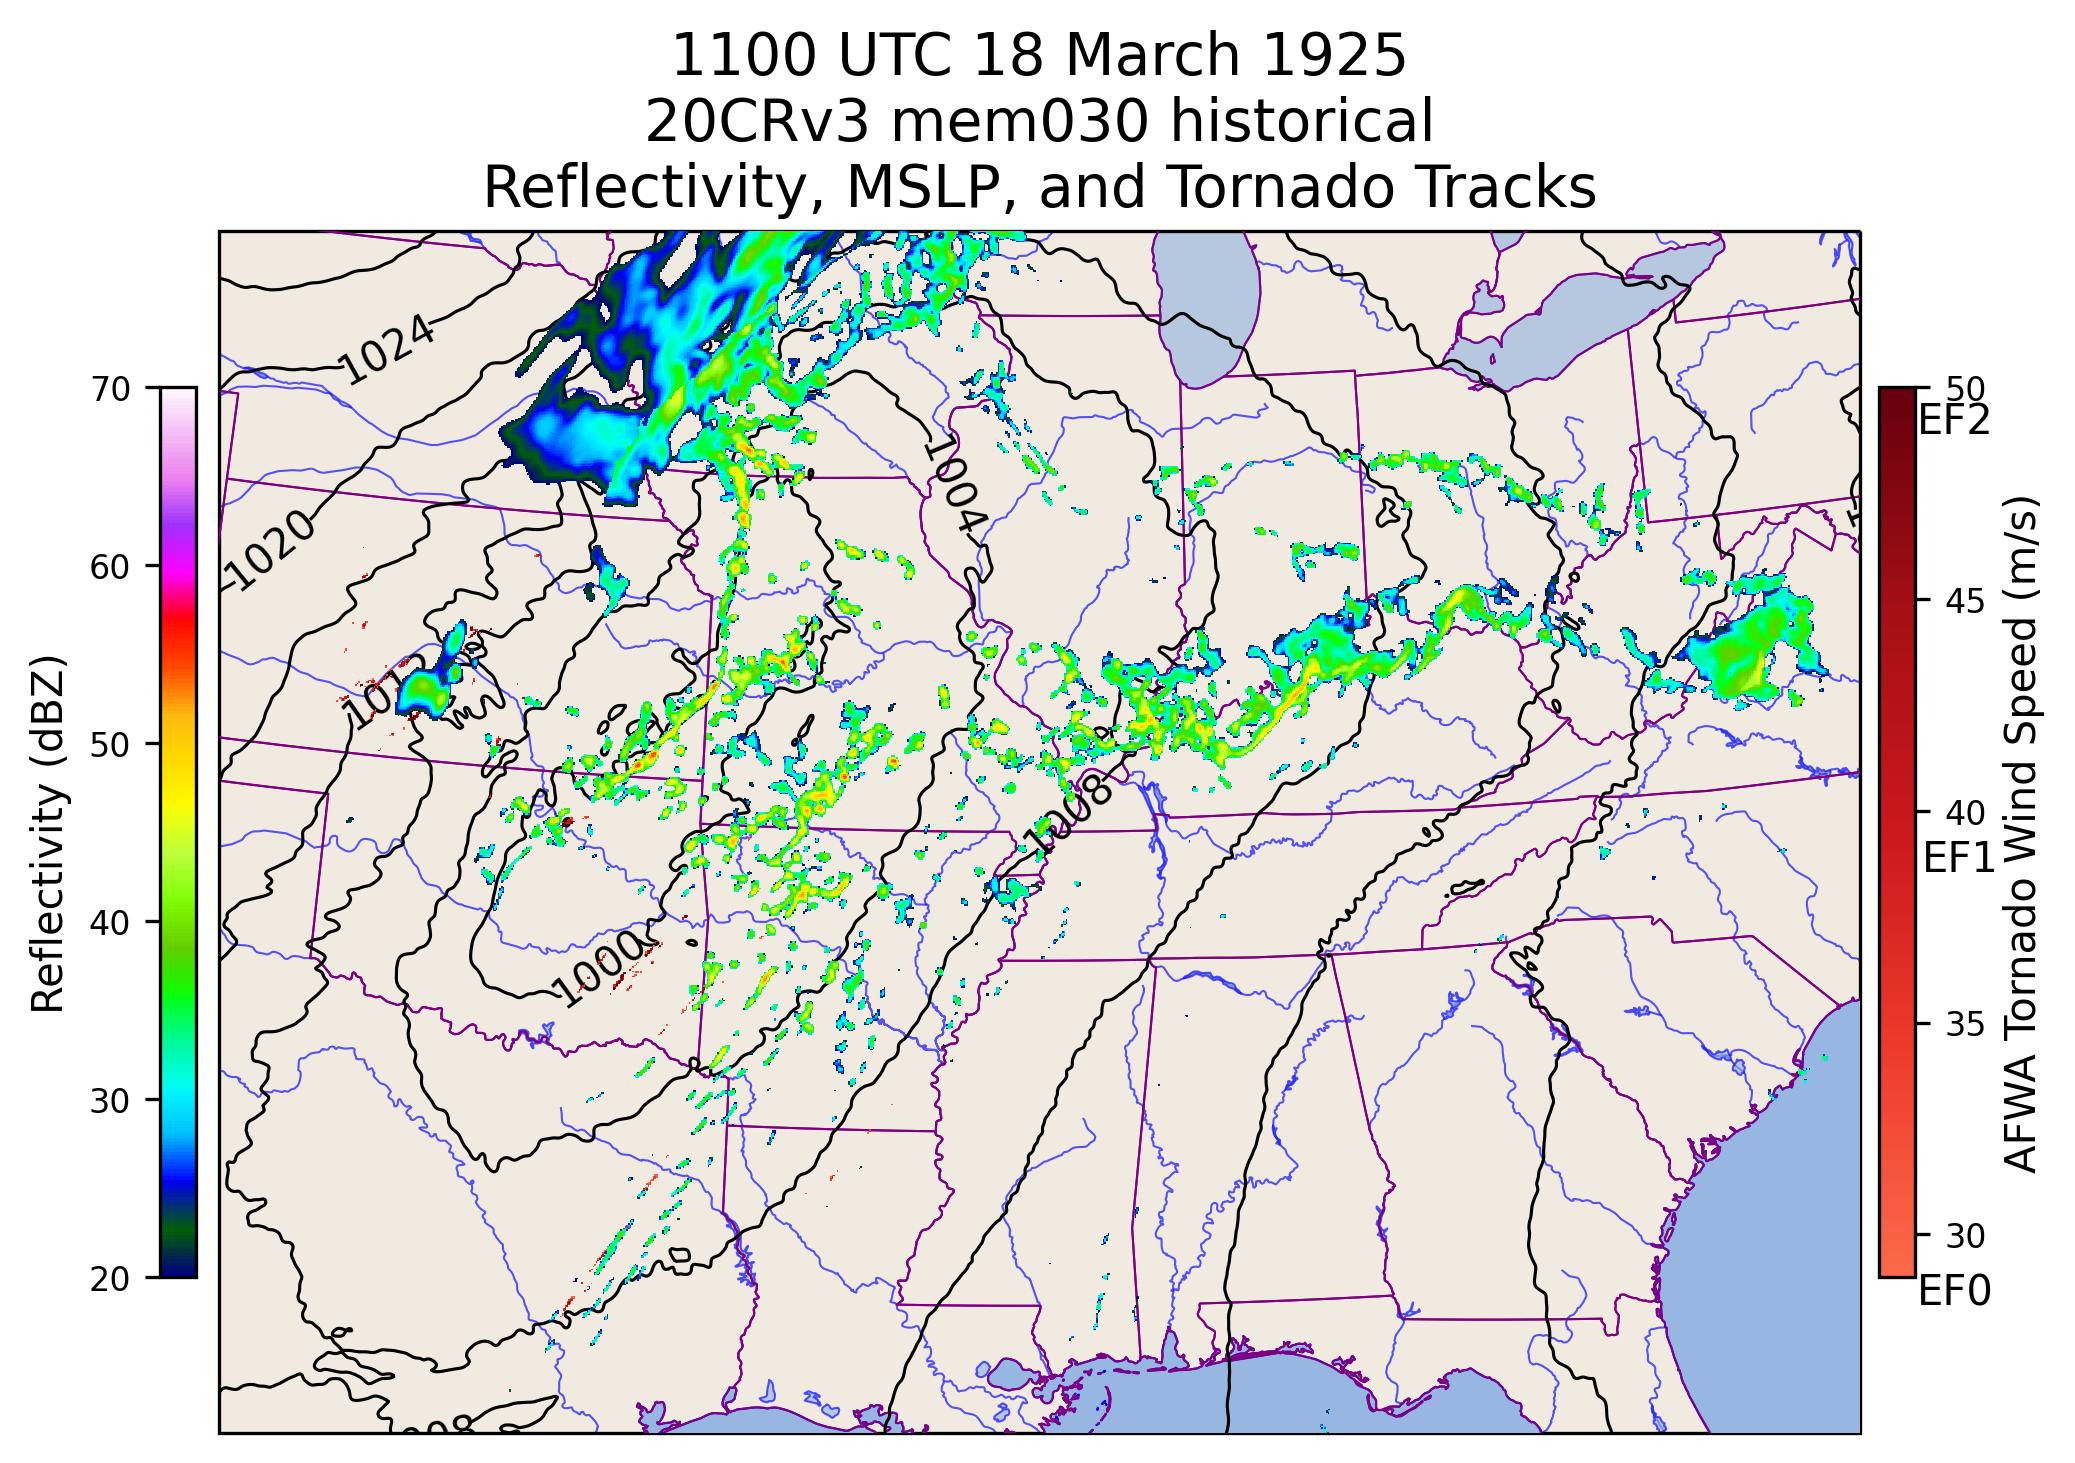 1100 UTC 18 March 1925
20CRv3 mem030 historical
Reflectivity, MSLP, and Tornado Tracks
Reflectivity (dBZ)
70
60
50
40
30
20
1024
1020
1004
1008
1000
50
EF2
45
40
EF1
35
30
EF0
AFWA Tornado Wind Speed (m/s)